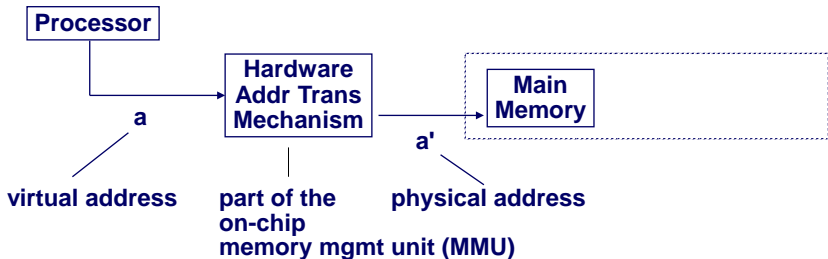 Processor
Hardware
Addr Trans
Mechanism
Main
Memory
a
a'
virtual address
part of the
on-chip
memory mgmt unit (MMU)
physical address